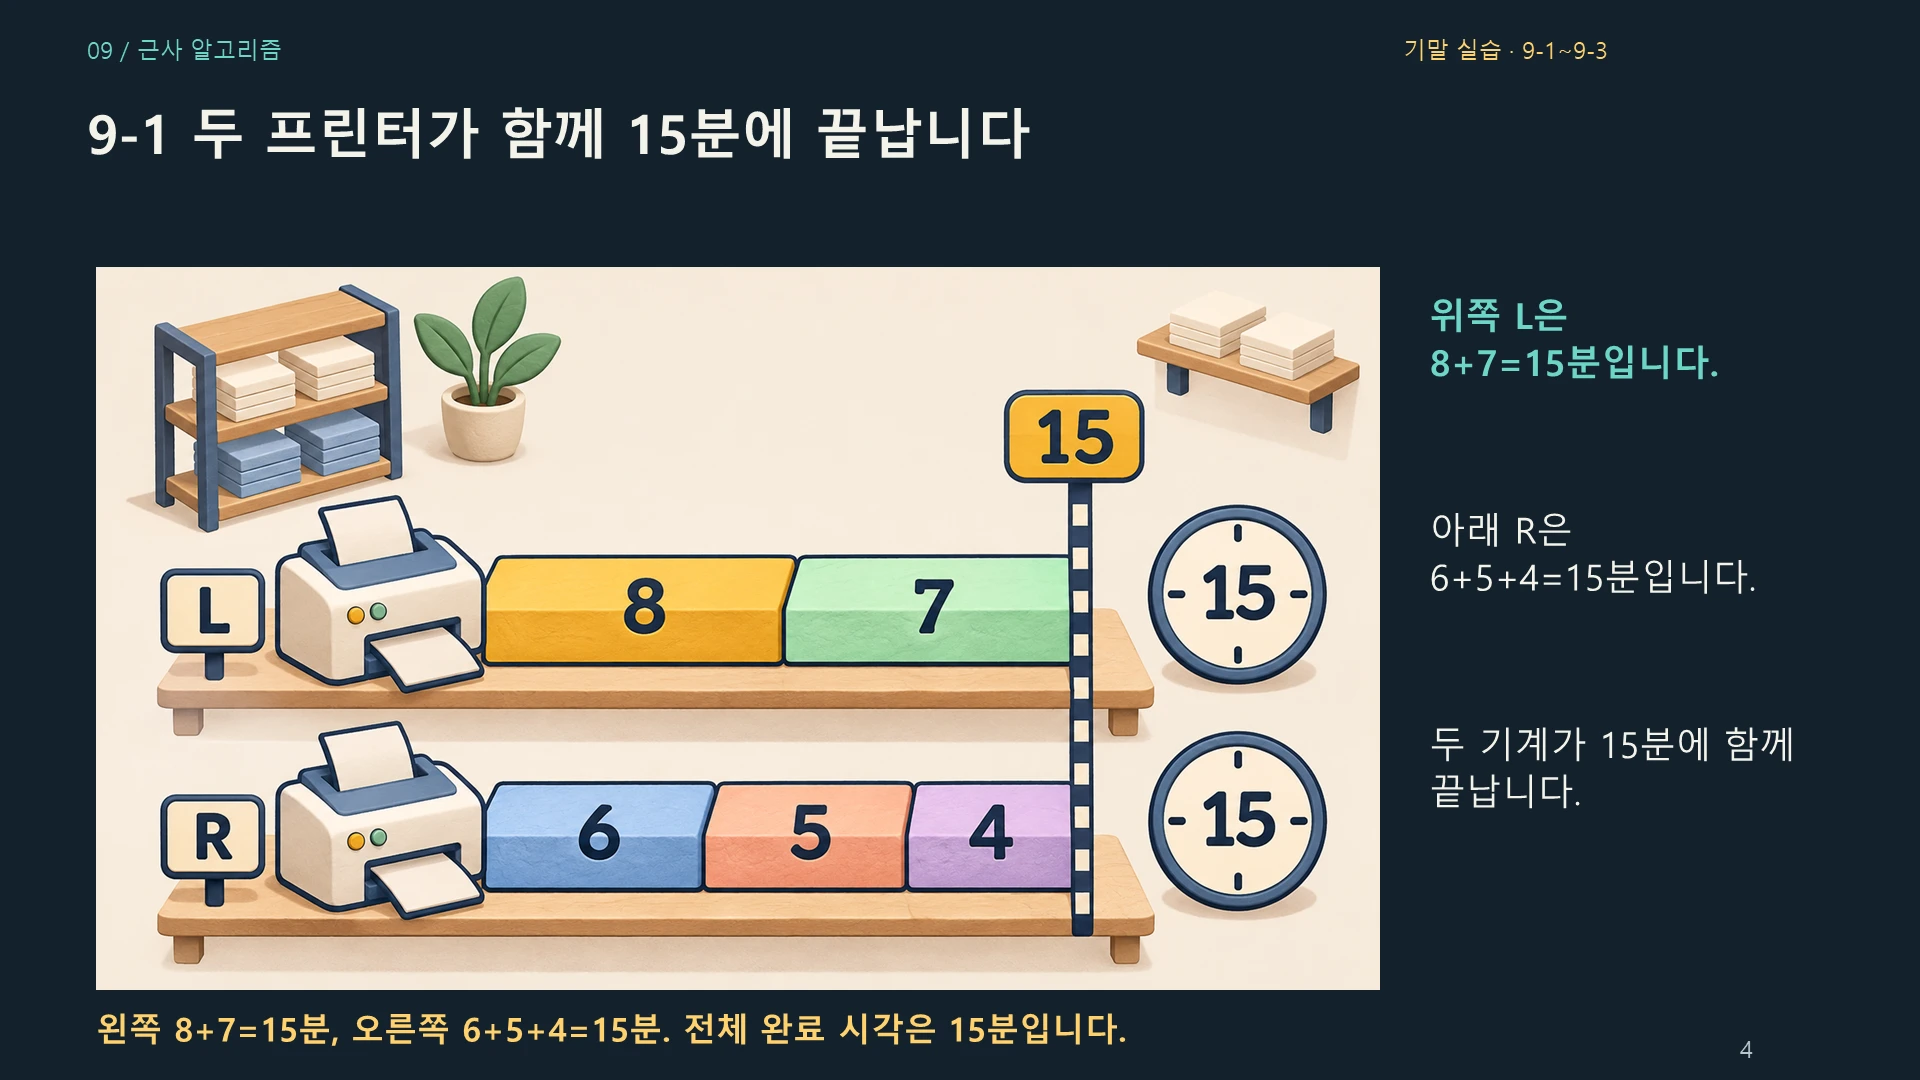 09 / 근사 알고리즘
기말 실습 · 9-1~9-3
9-1 두 프린터가 함께 15분에 끝납니다
15
L
8
7
15
R
6
5
4
15
위쪽 L은
8+7=15분입니다.
아래 R은
6+5+4=15분입니다.
두 기계가 15분에 함께
끝납니다.
왼쪽 8+7=15분, 오른쪽 6+5+4=15분. 전체 완료 시각은 15분입니다.
4